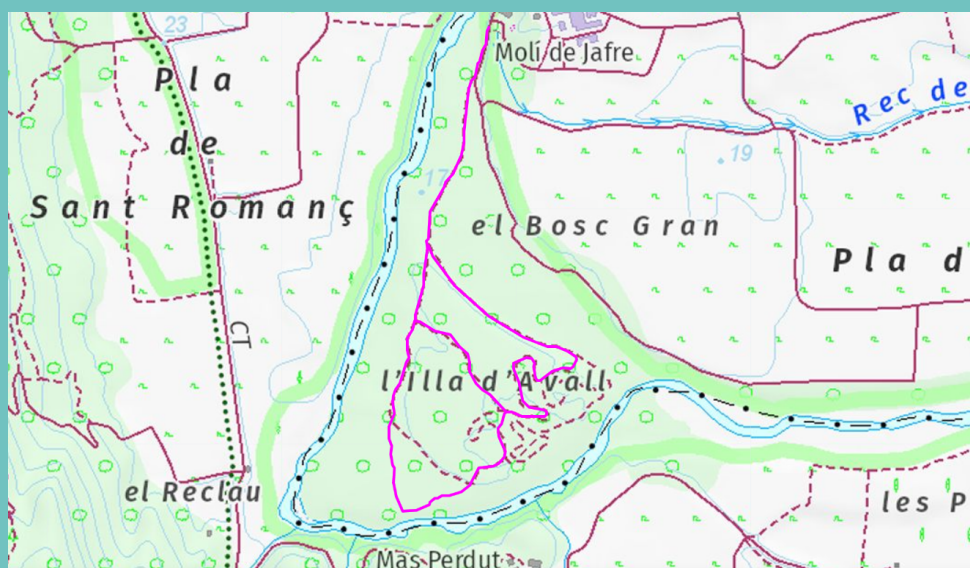 23
Molí de Jafre
Pla
de
Sant Romanç
Rec de
19
17
el Bosc Gran
Pla d
CT
l'Illa d'Avall
el Reclau
les P
Mas Perdut